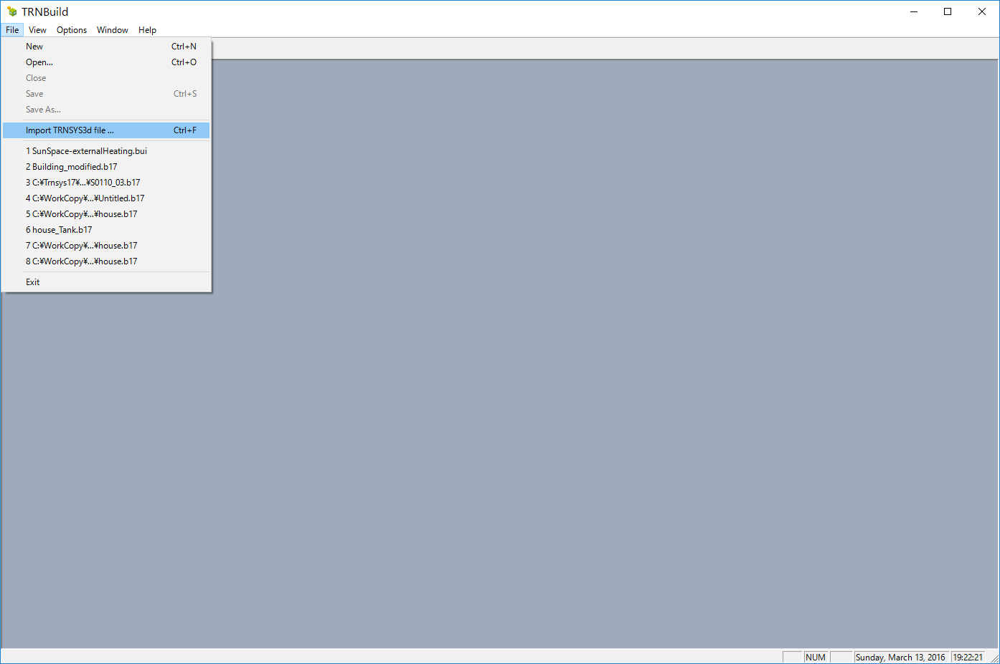 TRNBuild
File View Options Window Help
New Ctrl+N
Open... Ctrl+O
Close
Save Ctrl+S
Save As...
Import TRNSYS3d file ... Ctrl+F
1 SunSpace-externalHeating.bui
2 Building_modified.b17
3 C:¥Trnsys17¥...¥S0110_03.b17
4 C:¥WorkCopy¥...¥Untitled.b17
5 C:¥WorkCopy¥...¥house.b17
6 house_Tank.b17
7 C:¥WorkCopy¥...¥house.b17
8 C:¥WorkCopy¥...¥house.b17
Exit
NUM Sunday, March 13, 2016 19:22:21